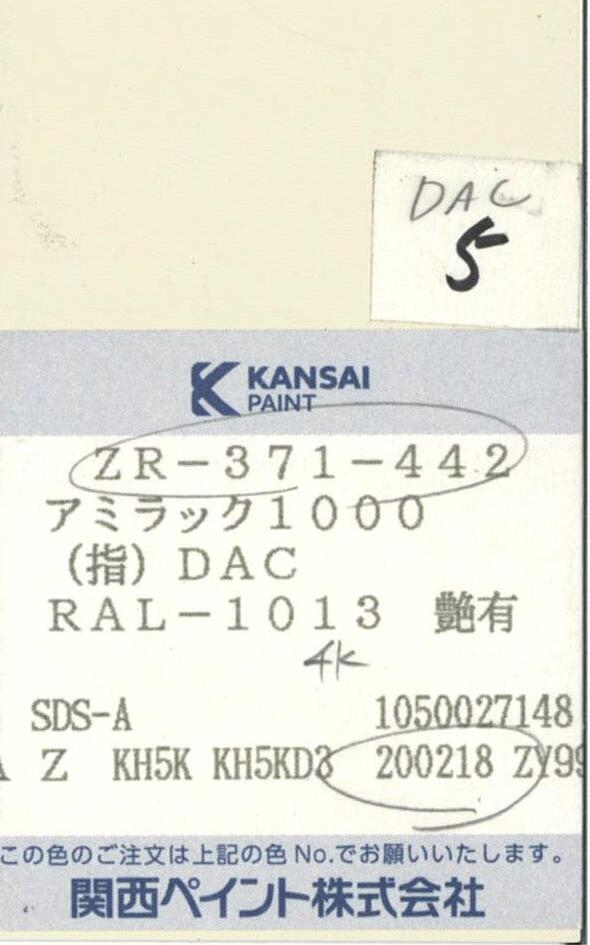 DAC
5
KANSAI
PAINT
ZR-371-442
アミラック1000
(指) DAC
RAL-1013 艶有
4K
SDS-A 1050027148
Z KH5K KH5KD3 200218 ZY99
この色のご注文は上記の色No.でお願いいたします。
関西ペイント株式会社